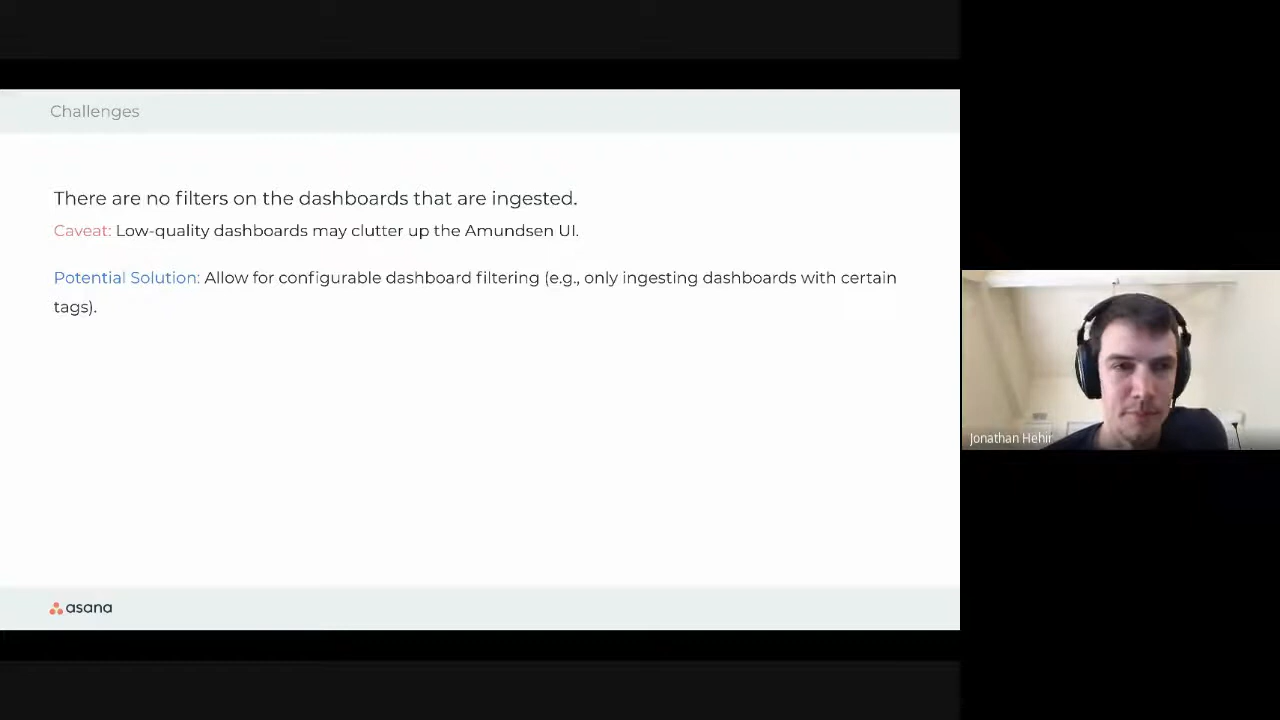 Challenges
There are no filters on the dashboards that are ingested.
Caveat: Low-quality dashboards may clutter up the Amundsen UI.
Potential Solution: Allow for configurable dashboard filtering (e.g., only ingesting dashboards with certain
tags).
Jonathan Hehir
asana